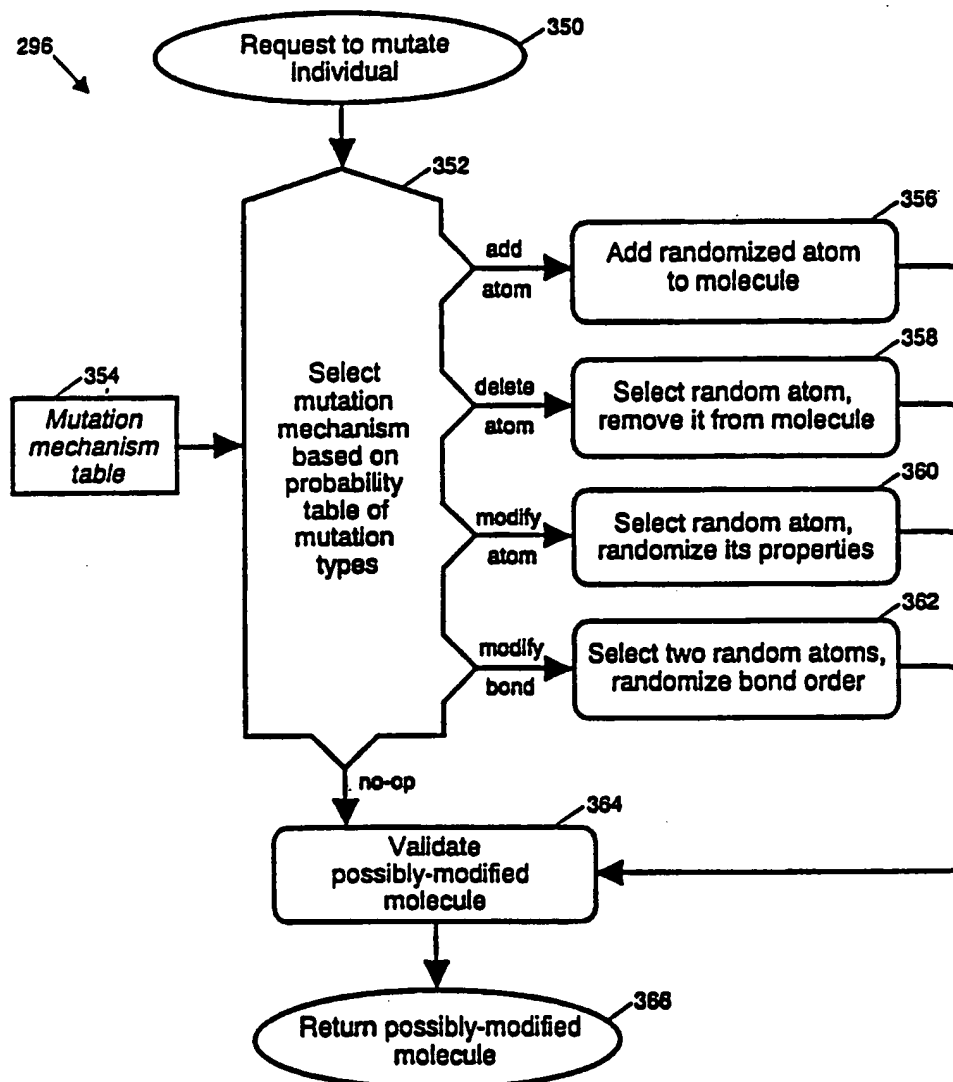 296
350
Request to mutate
individual
352
354
Mutation
mechanism
table
Select
mutation
mechanism
based on
probability
table of
mutation
types
add
atom
356
Add randomized atom
to molecule
delete
atom
358
Select random atom,
remove it from molecule
modify
atom
360
Select random atom,
randomize its properties
modify
bond
362
Select two random atoms,
randomize bond order
no-op
364
Validate
possibly-modified
molecule
366
Return possibly-modified
molecule